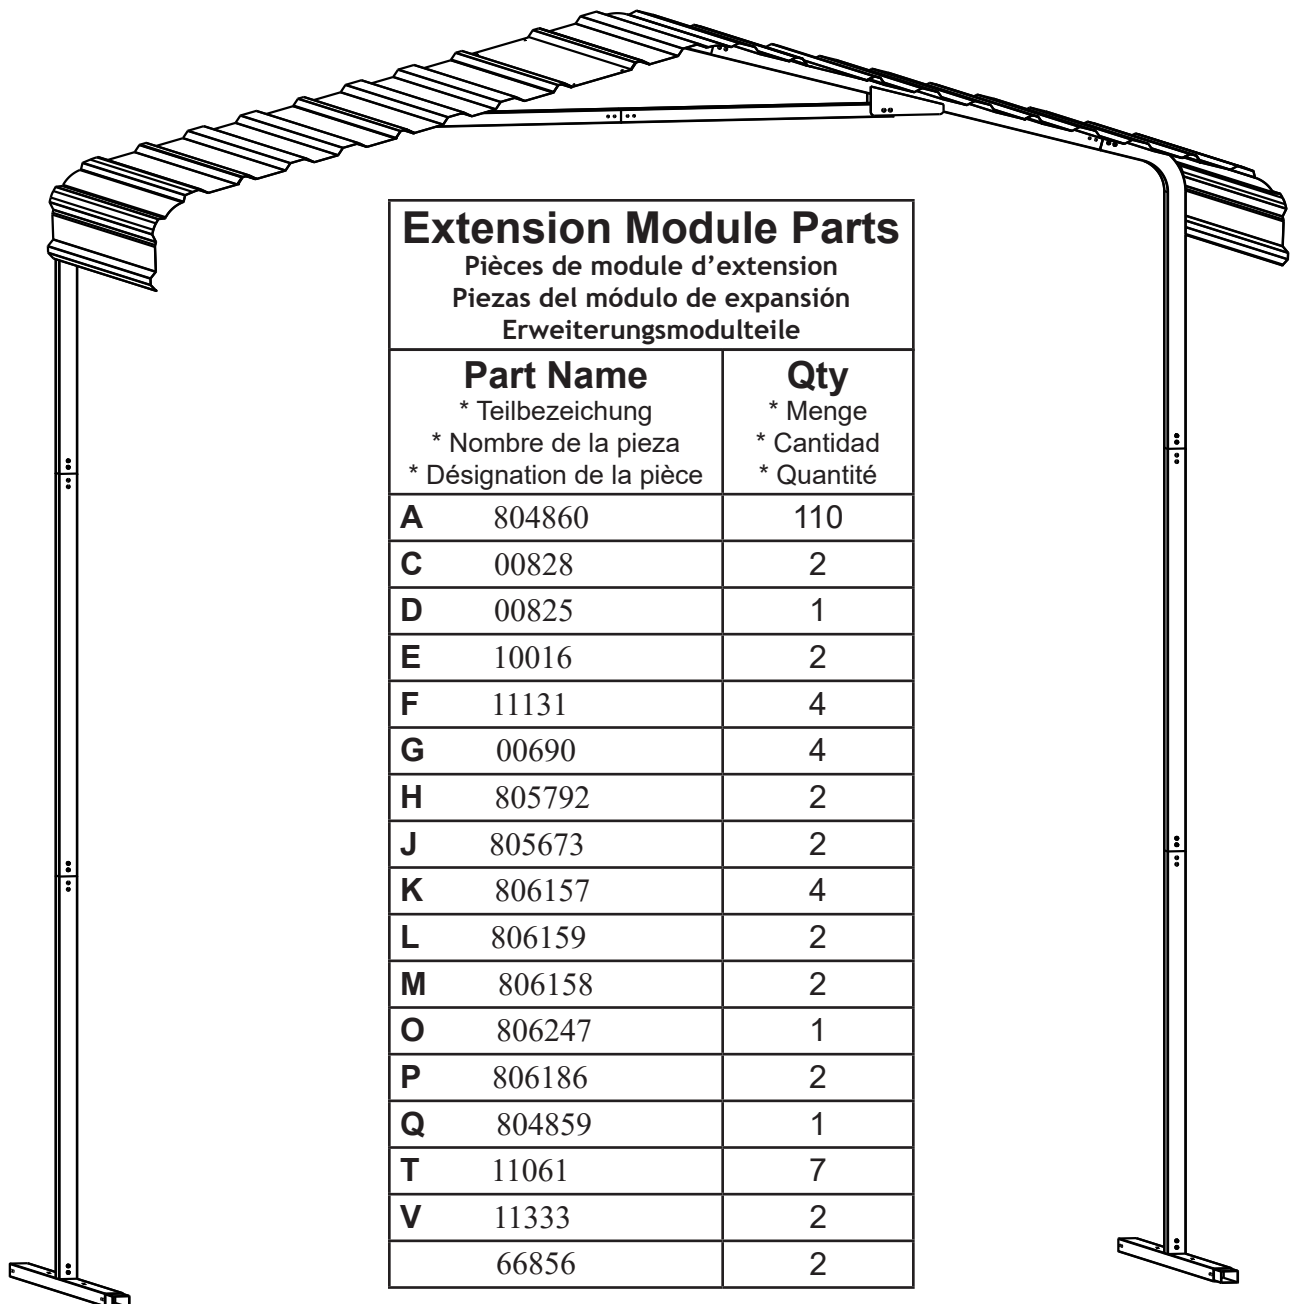 Extension Module Parts
Pièces de module d’extension
Piezas del módulo de expansión
Erweiterungsmodulteile
Part Name Qty
* Teilbezeichung * Menge
* Nombre de la pieza * Cantidad
* Désignation de la pièce * Quantité
A 804860 110
C 00828 2
D 00825 1
E 10016 2
F 11131 4
G 00690 4
H 805792 2
J 805673 2
K 806157 4
L 806159 2
M 806158 2
O 806247 1
P 806186 2
Q 804859 1
T 11061 7
V 11333 2
66856 2